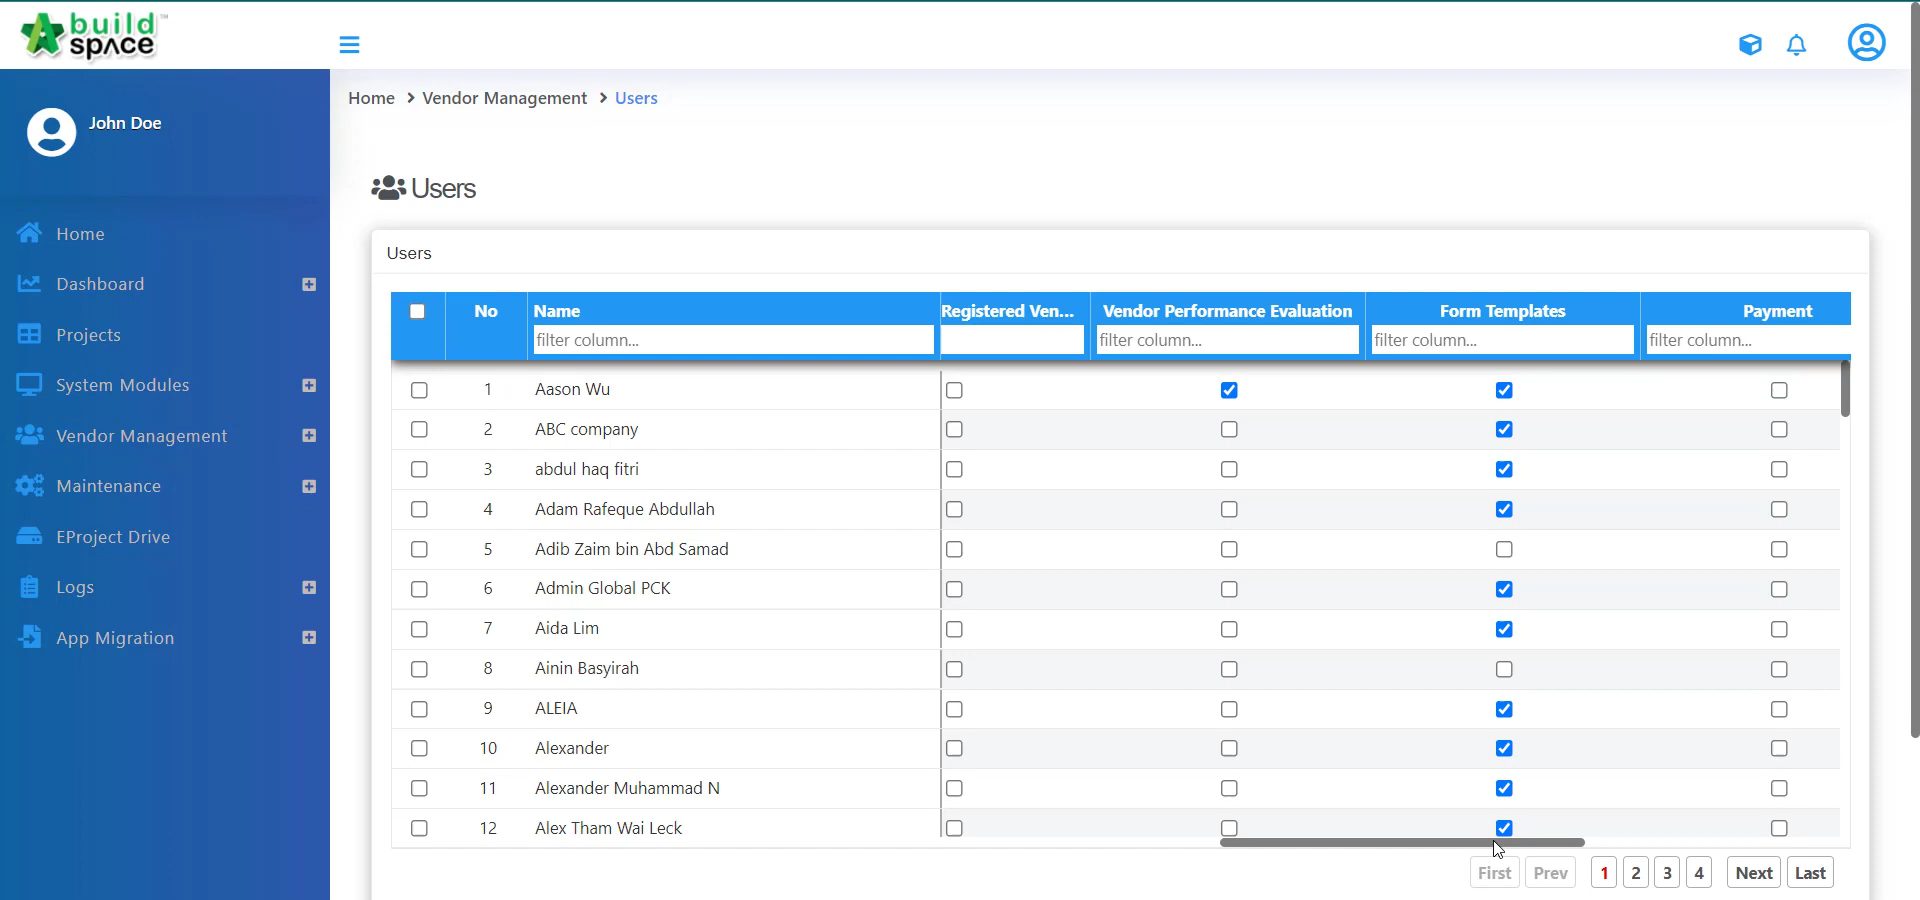 build
space™
Home > Vendor Management > Users
John Doe
Home
Dashboard
Projects
System Modules
Vendor Management
Maintenance
EProject Drive
Logs
App Migration
Users
Users
No Name Registered Ven... Vendor Performance Evaluation Form Templates Payment
filter column... filter column... filter column... filter column...
1 Aason Wu
2 ABC company
3 abdul haq fitri
4 Adam Rafeque Abdullah
5 Adib Zaim bin Abd Samad
6 Admin Global PCK
7 Aida Lim
8 Ainin Basyirah
9 ALEIA
10 Alexander
11 Alexander Muhammad N
12 Alex Tham Wai Leck
First Prev 1 2 3 4 Next Last